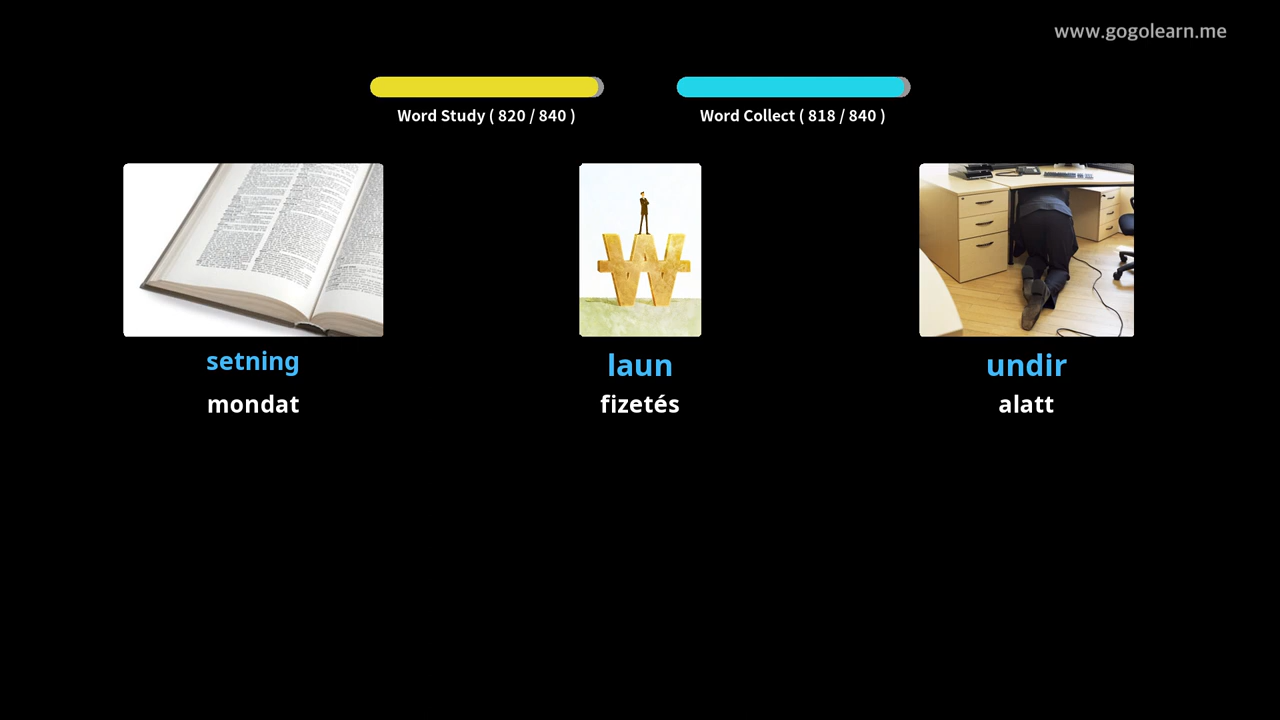 www.gogolearn.me
Word Study ( 820 / 840 )
Word Collect ( 818 / 840 )
setning
mondat
laun
fizetés
undir
alatt